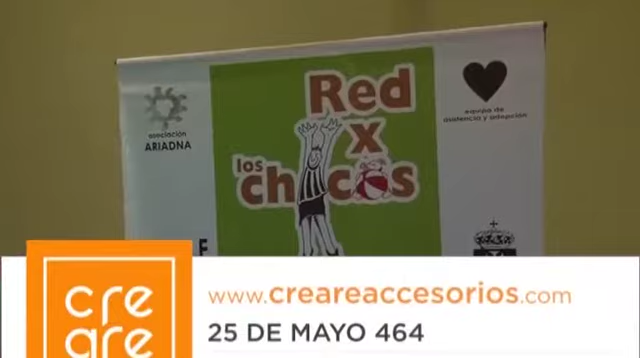 asociación
ARIADNA
Red
x
los
chicos
equipo de
asistencia y adopción
F
cre
are
www.creareaccesorios.com
25 DE MAYO 464